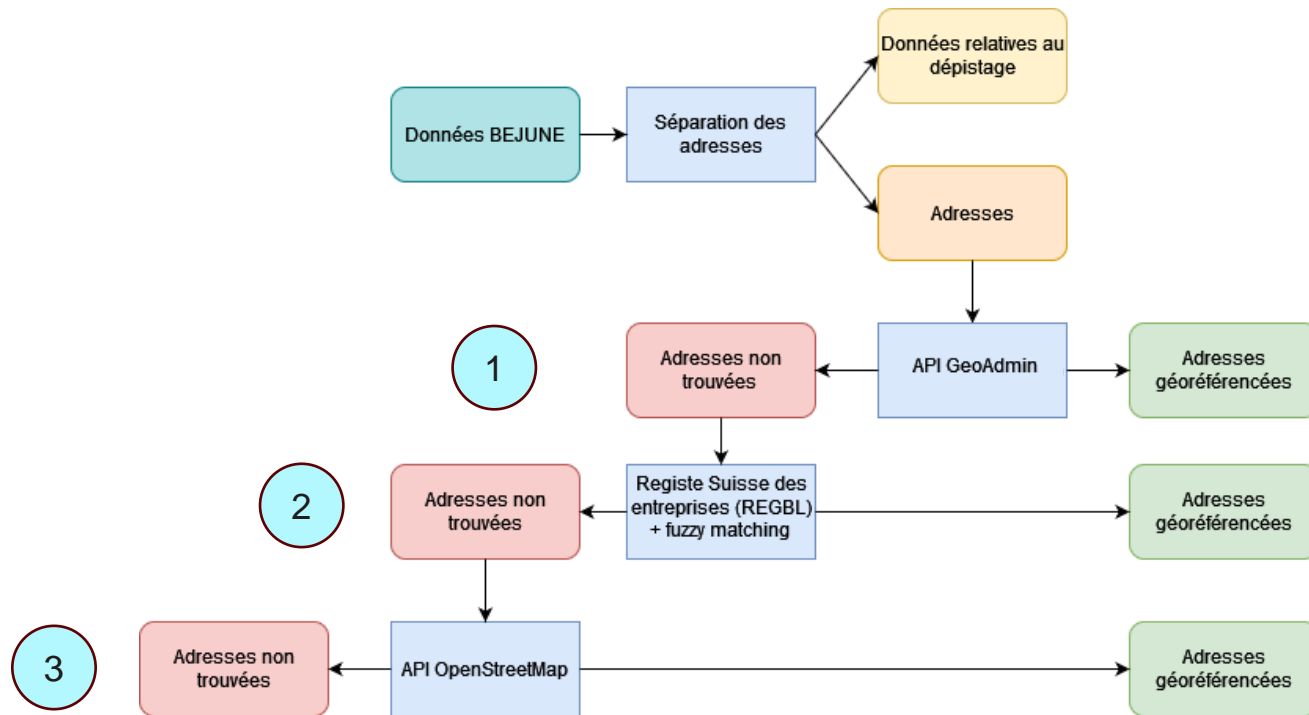 Données relatives au
dépistage
Données BEJUNE
Séparation des
adresses
Adresses
1
Adresses non
trouvées
API GeoAdmin
Adresses
géoréférencées
2
Adresses non
trouvées
Registe Suisse des
entreprises (REGBL)
+ fuzzy matching
Adresses
géoréférencées
3
Adresses non
trouvées
API OpenStreetMap
Adresses
géoréférencées